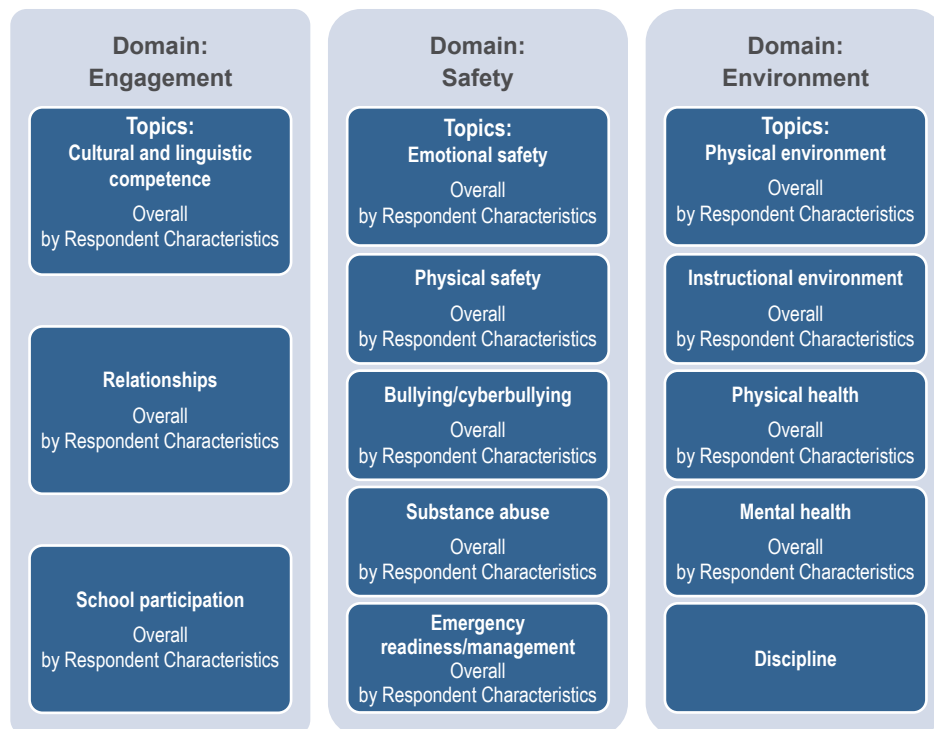 Domain:
Engagement
Topics:
Cultural and linguistic
competence
Overall
by Respondent Characteristics
Relationships
Overall
by Respondent Characteristics
School participation
Overall
by Respondent Characteristics
Domain:
Safety
Topics:
Emotional safety
Overall
by Respondent Characteristics
Physical safety
Overall
by Respondent Characteristics
Bullying/cyberbullying
Overall
by Respondent Characteristics
Substance abuse
Overall
by Respondent Characteristics
Emergency
readiness/management
Overall
by Respondent Characteristics
Domain:
Environment
Topics:
Physical environment
Overall
by Respondent Characteristics
Instructional environment
Overall
by Respondent Characteristics
Physical health
Overall
by Respondent Characteristics
Mental health
Overall
by Respondent Characteristics
Discipline